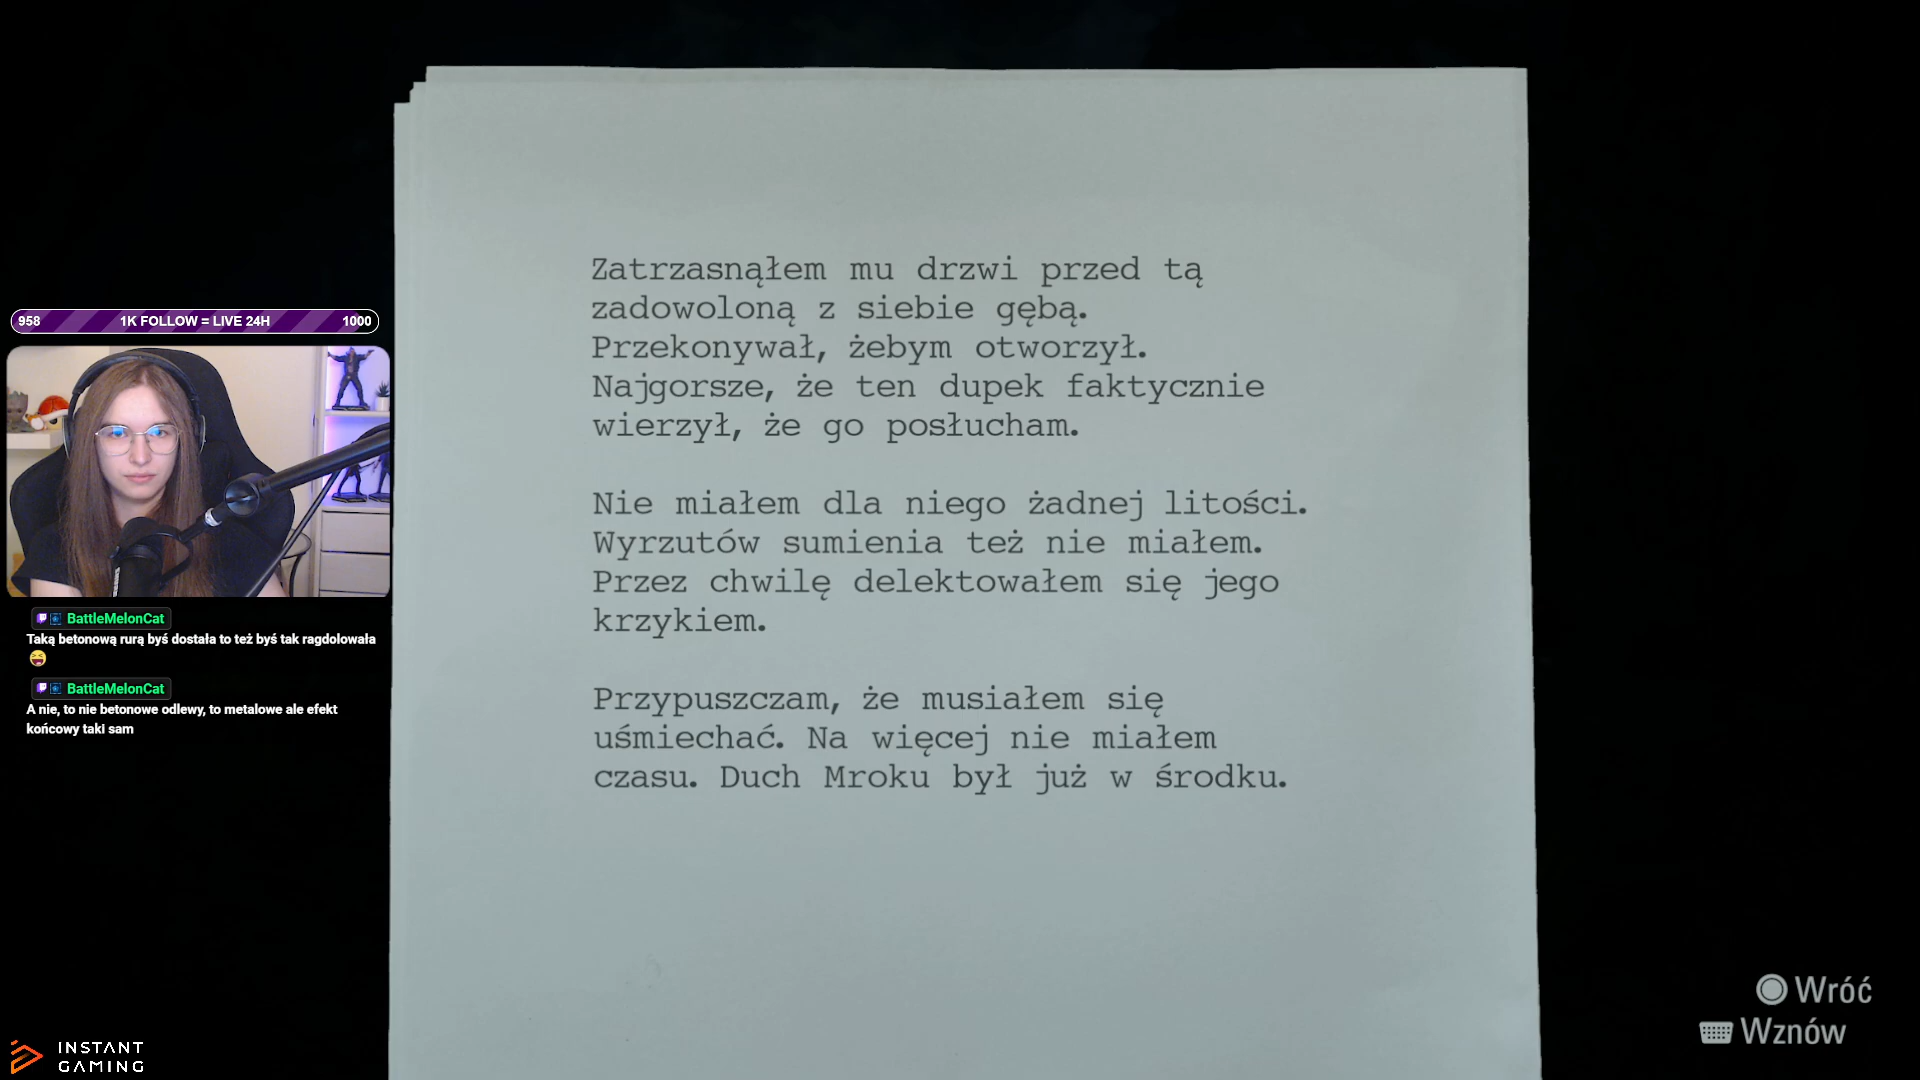 958 1K FOLLOW = LIVE 24H 1000
BattleMelonCat
Taką betonową rurą byś dostała to też byś tak ragdolowała
BattleMelonCat
A nie, to nie betonowe odlewy, to metalowe ale efekt
końcowy taki sam
INSTANT
GAMING
Zatrzasnąłem mu drzwi przed tą
zadowoloną z siebie gębą.
Przekonywał, żebym otworzył.
Najgorsze, że ten dupek faktycznie
wierzył, że go posłucham.
Nie miałem dla niego żadnej litości.
Wyrzutów sumienia też nie miałem.
Przez chwilę delektowałem się jego
krzykiem.
Przypuszczam, że musiałem się
uśmiechać. Na więcej nie miałem
czasu. Duch Mroku był już w środku.
Wróć
Wznów